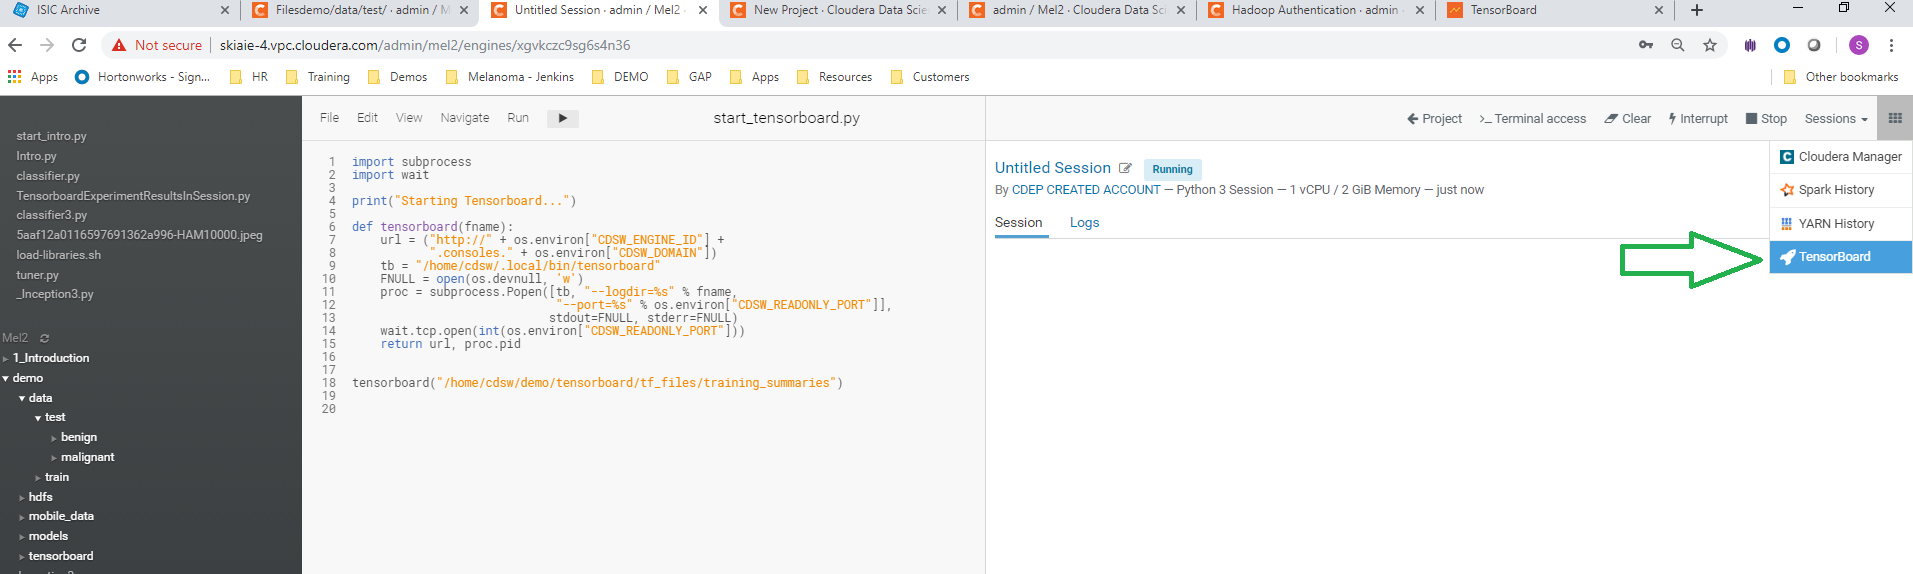 ISIC Archive
Filesdemo/data/test/ · admin / M
Untitled Session · admin / Mel2 ·
New Project · Cloudera Data Scie
admin / Mel2 · Cloudera Data Sci
Hadoop Authentication · admin ·
TensorBoard
Not secure | skiaie-4.vpc.cloudera.com/admin/mel2/engines/xgvkczc9sg6s4n36
S
Apps
Hortonworks - Sign...
HR
Training
Demos
Melanoma - Jenkins
DEMO
GAP
Apps
Resources
Customers
Other bookmarks
start_intro.py
Intro.py
classifier.py
TensorboardExperimentResultsInSession.py
classifier3.py
5aaf12a0116597691362a996-HAM10000.jpeg
load-libraries.sh
tuner.py
_Inception3.py
Mel2
1_Introduction
demo
data
test
benign
malignant
train
hdfs
mobile_data
models
tensorboard
File Edit View Navigate Run
start_tensorboard.py
1 import subprocess
2 import wait
3
4 print("Starting Tensorboard...")
5
6 def tensorboard(fname):
7     url = ("http://" + os.environ["CDSW_ENGINE_ID"] +
8            ".consoles." + os.environ["CDSW_DOMAIN"])
9     tb = "/home/cdsw/.local/bin/tensorboard"
10     FNULL = open(os.devnull, 'w')
11     proc = subprocess.Popen([tb, "--logdir=%s" % fname,
12                              "--port=%s" % os.environ["CDSW_READONLY_PORT"]],
13                             stdout=FNULL, stderr=FNULL)
14     wait.tcp.open(int(os.environ["CDSW_READONLY_PORT"]))
15     return url, proc.pid
16
17
18 tensorboard("/home/cdsw/demo/tensorboard/tf_files/training_summaries")
19
20
Project
>_ Terminal access
Clear
Interrupt
Stop
Sessions
Untitled Session
Running
By CDEP CREATED ACCOUNT — Python 3 Session — 1 vCPU / 2 GiB Memory — just now
Session Logs
C Cloudera Manager
Spark History
YARN History
TensorBoard